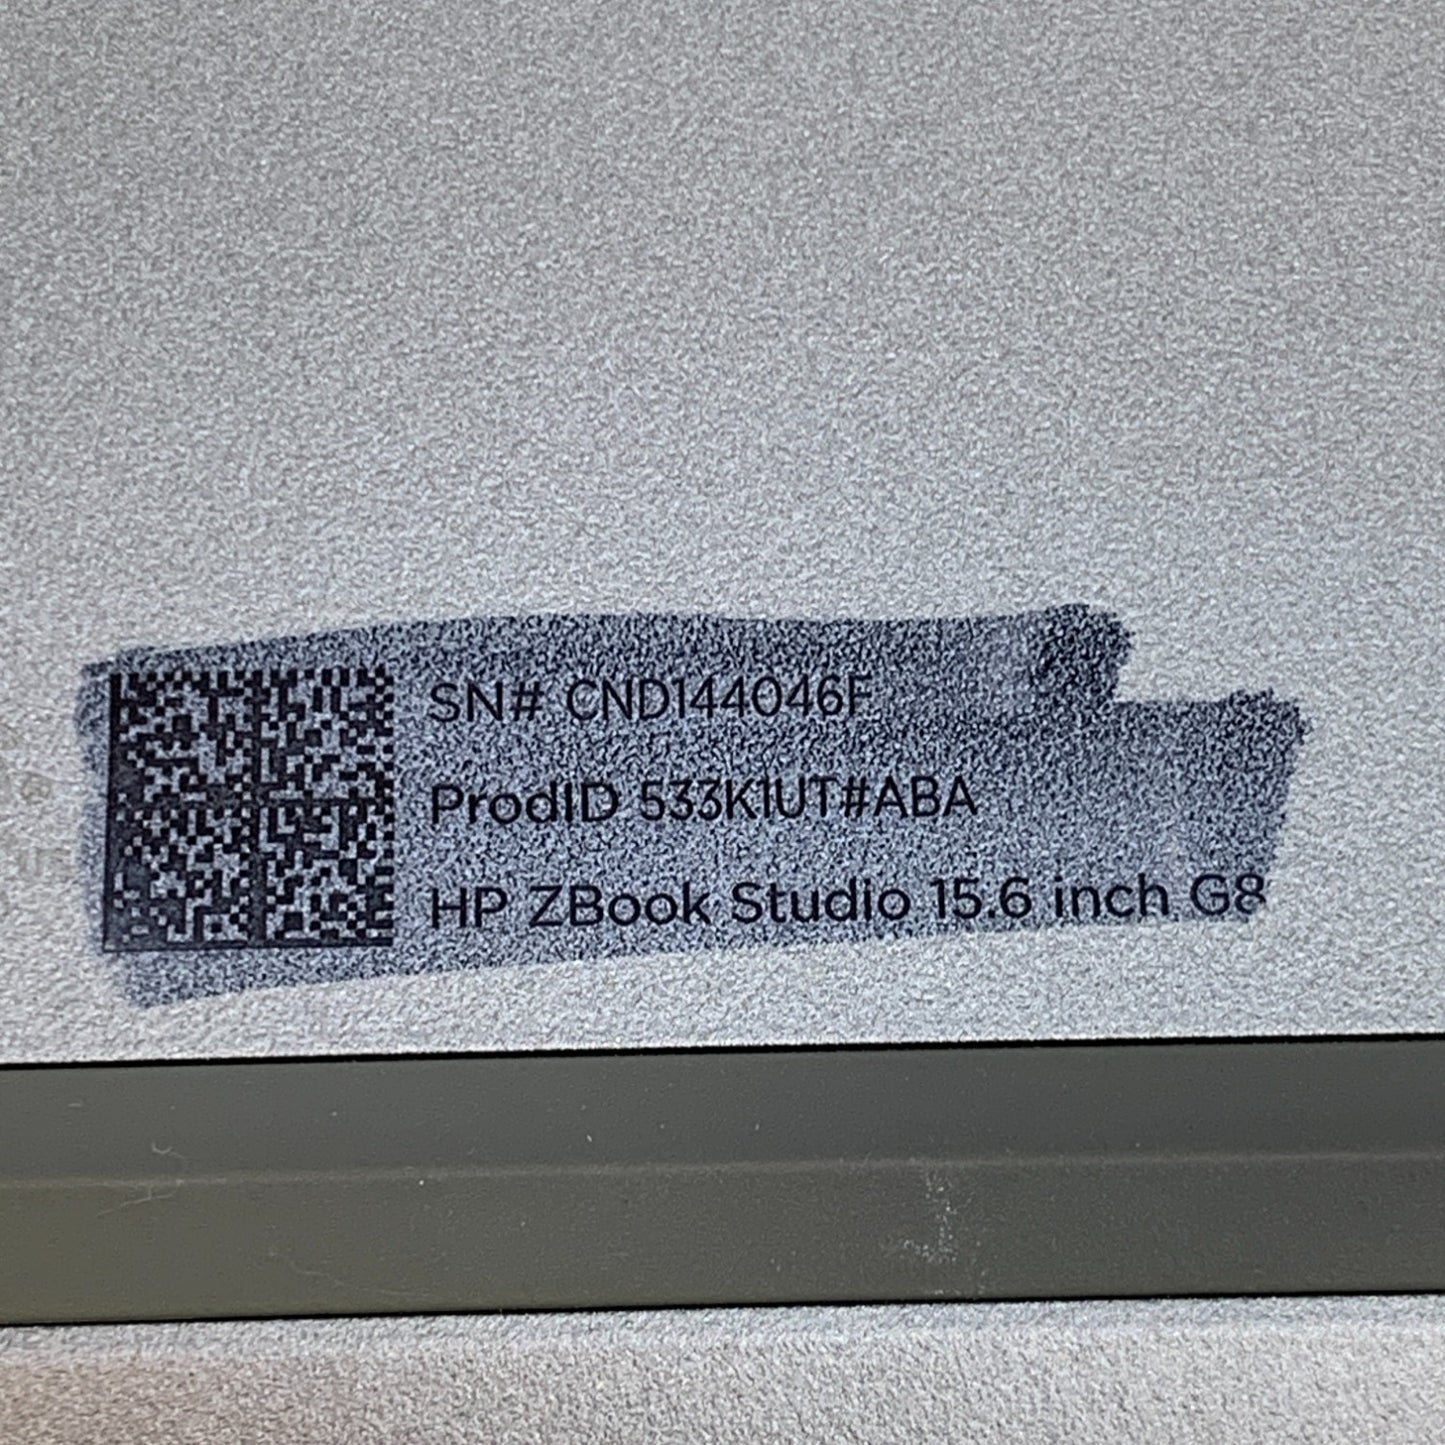 SN# CND144046F
ProdID 533K1UT#ABA
HP ZBook Studio 15.6 inch G8